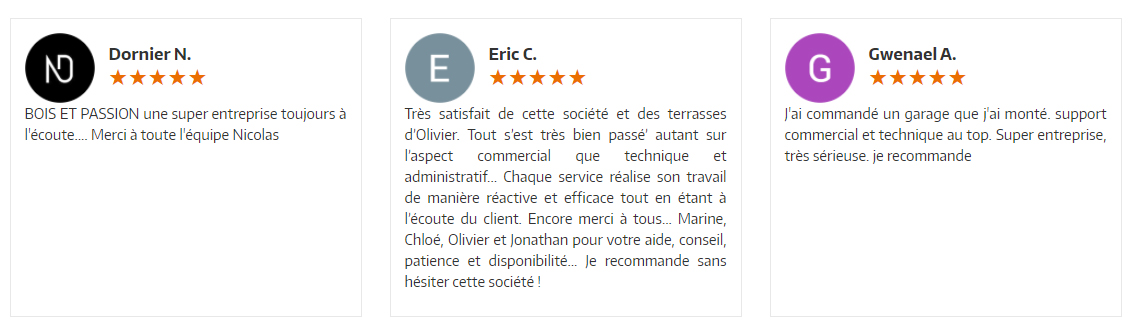 ND
Dornier N.
BOIS ET PASSION une super entreprise toujours à
l'écoute.... Merci à toute l'équipe Nicolas
E
Eric C.
Très satisfait de cette société et des terrasses
d'Olivier. Tout s'est très bien passé' autant sur
l'aspect commercial que technique et
administratif... Chaque service réalise son travail
de manière réactive et efficace tout en étant à
l'écoute du client. Encore merci à tous... Marine,
Chloé, Olivier et Jonathan pour votre aide, conseil,
patience et disponibilité... Je recommande sans
hésiter cette société !
G
Gwenael A.
J'ai commandé un garage que j'ai monté. support
commercial et technique au top. Super entreprise,
très sérieuse. je recommande